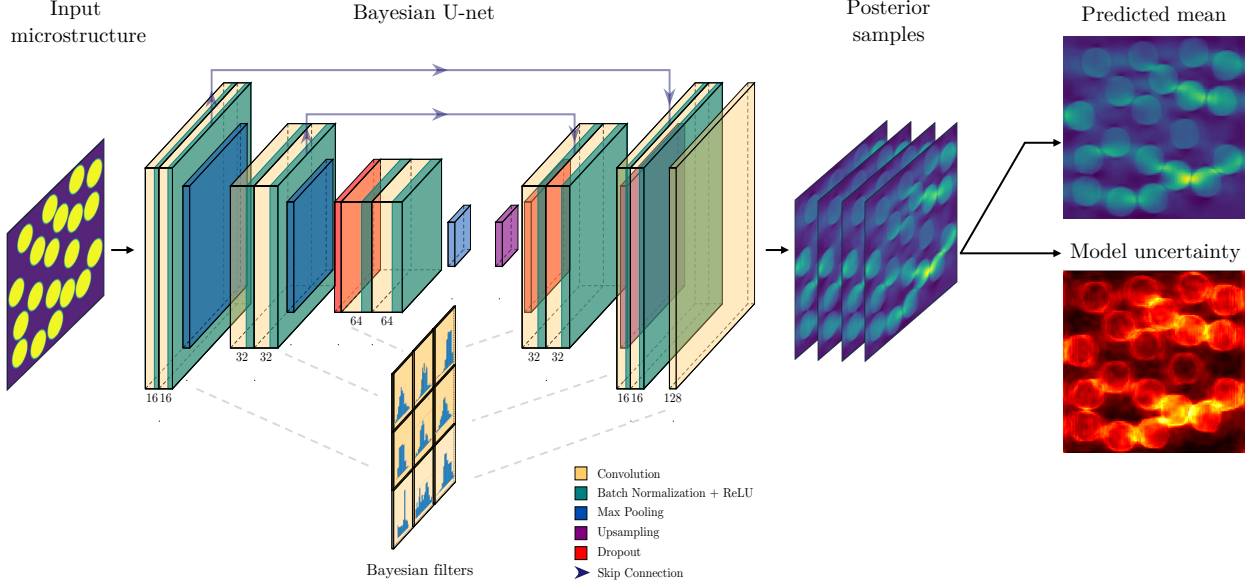 Input
microstructure
Bayesian U-net
Posterior
samples
Predicted mean
Model uncertainty
16 16
32 32
64 64
32 32
16 16
128
Convolution
Batch Normalization + ReLU
Max Pooling
Upsampling
Dropout
Skip Connection
Bayesian filters